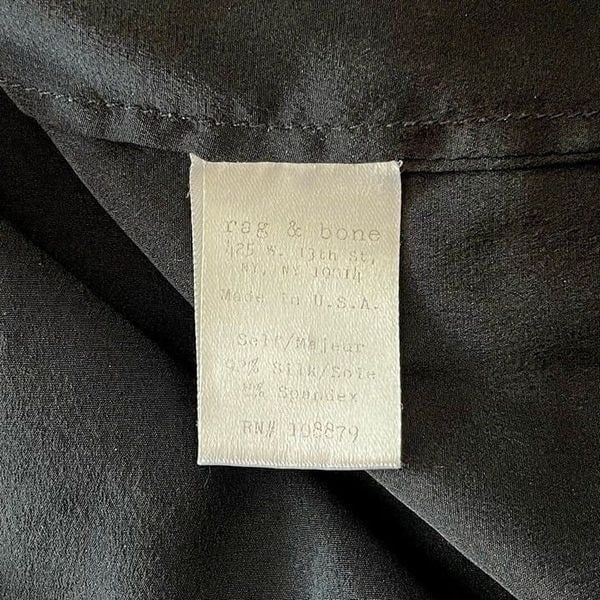 rag & bone
425 W. 13th St,
NY, NY 10014
Made in U.S.A.
Self/Majeur
Silk/Soie
Spandex
RN# 108879